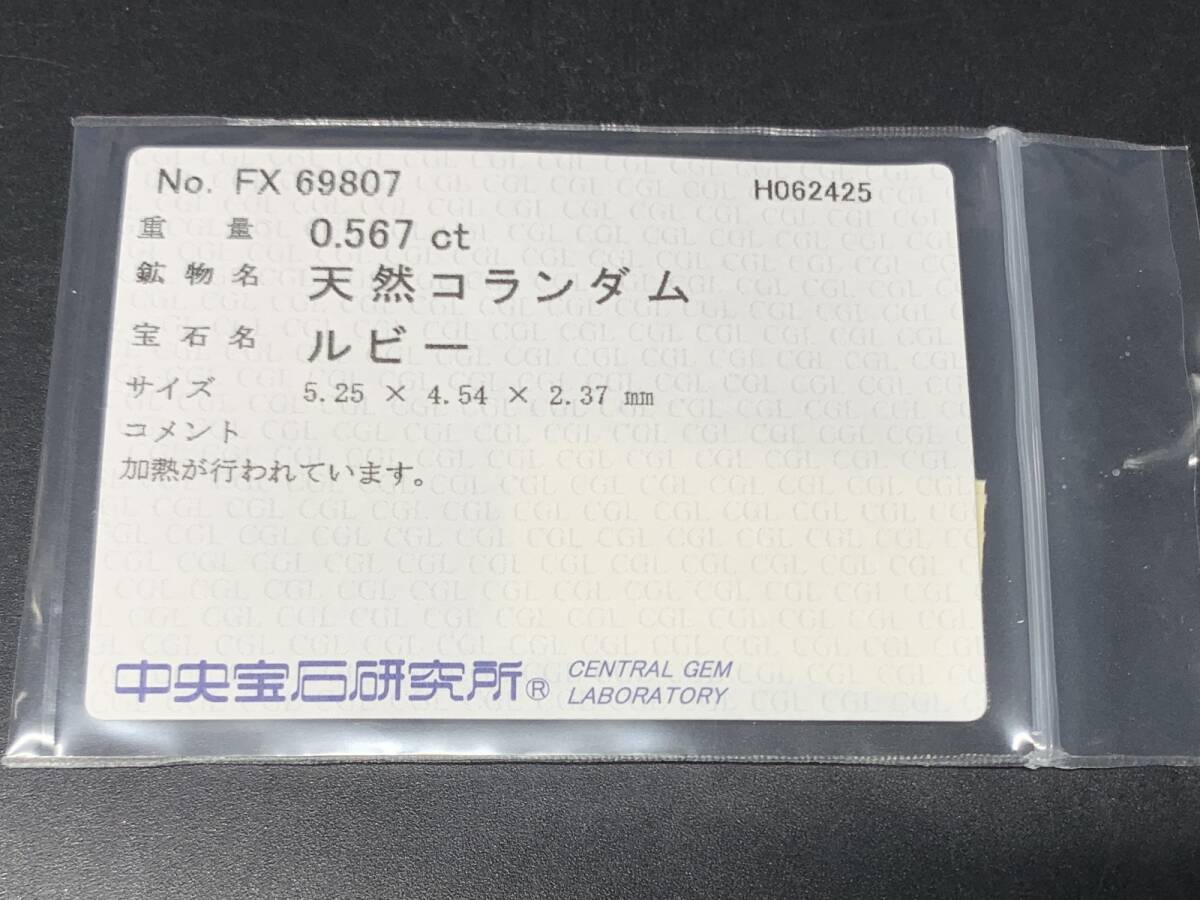 No. FX 69807 H062425
重量 0.567 ct
鉱物名 天然コランダム
宝石名 ルビー
サイズ 5.25 × 4.54 × 2.37 mm
コメント
加熱が行われています。
中央宝石研究所® CENTRAL GEM
LABORATORY